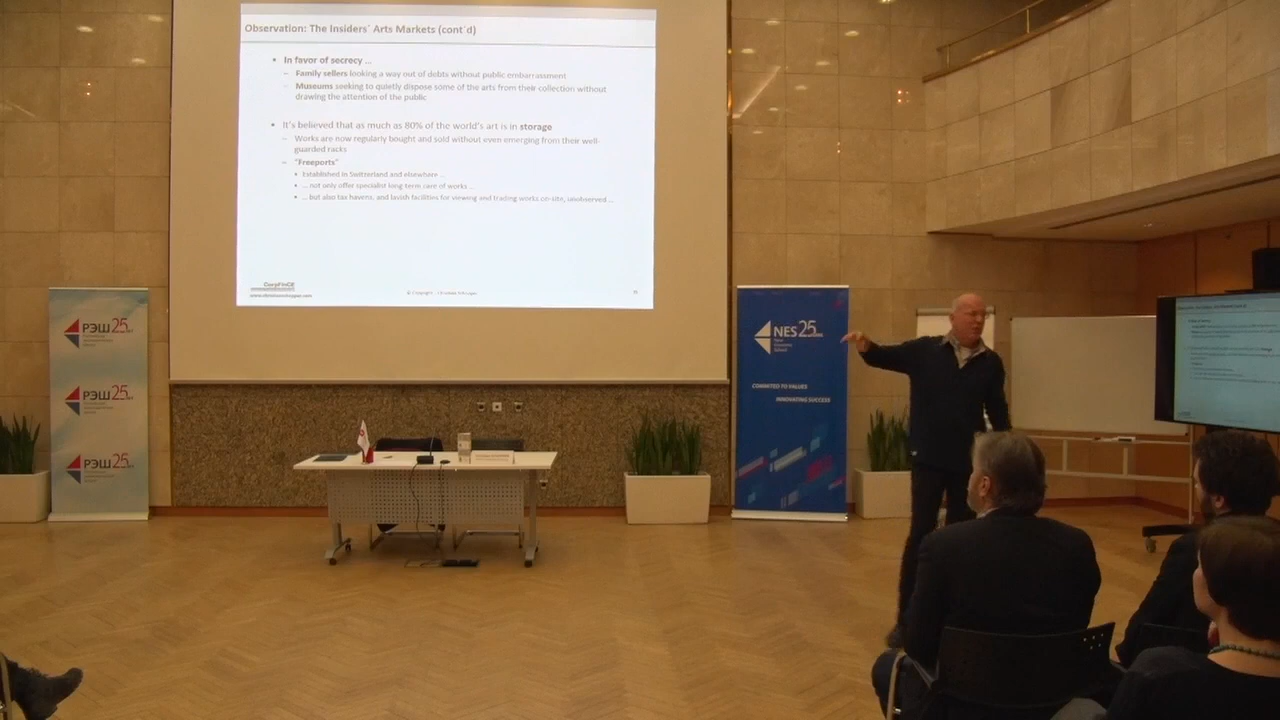 Observation: The Insiders´ Arts Markets (cont´d)
In favor of secrecy ...
Family sellers looking a way out of debts without public embarrassment
Museums seeking to quietly dispose some of the arts from their collection without
drawing the attention of the public
It's believed that as much as 80% of the world's art is in storage
Works are now regularly bought and sold without even emerging from their well-
guarded racks
"Freeports"
Established in Switzerland and elsewhere ...
... not only offer specialist long term care of works ...
... but also tax havens, and lavish facilities for viewing and trading works on-site, unobserved ...
© Copyright
РЭШ 25
РЭШ 25
РЭШ 25
NES 25
New
Economic
School
COMMITED TO VALUES
INNOVATING SUCCESS